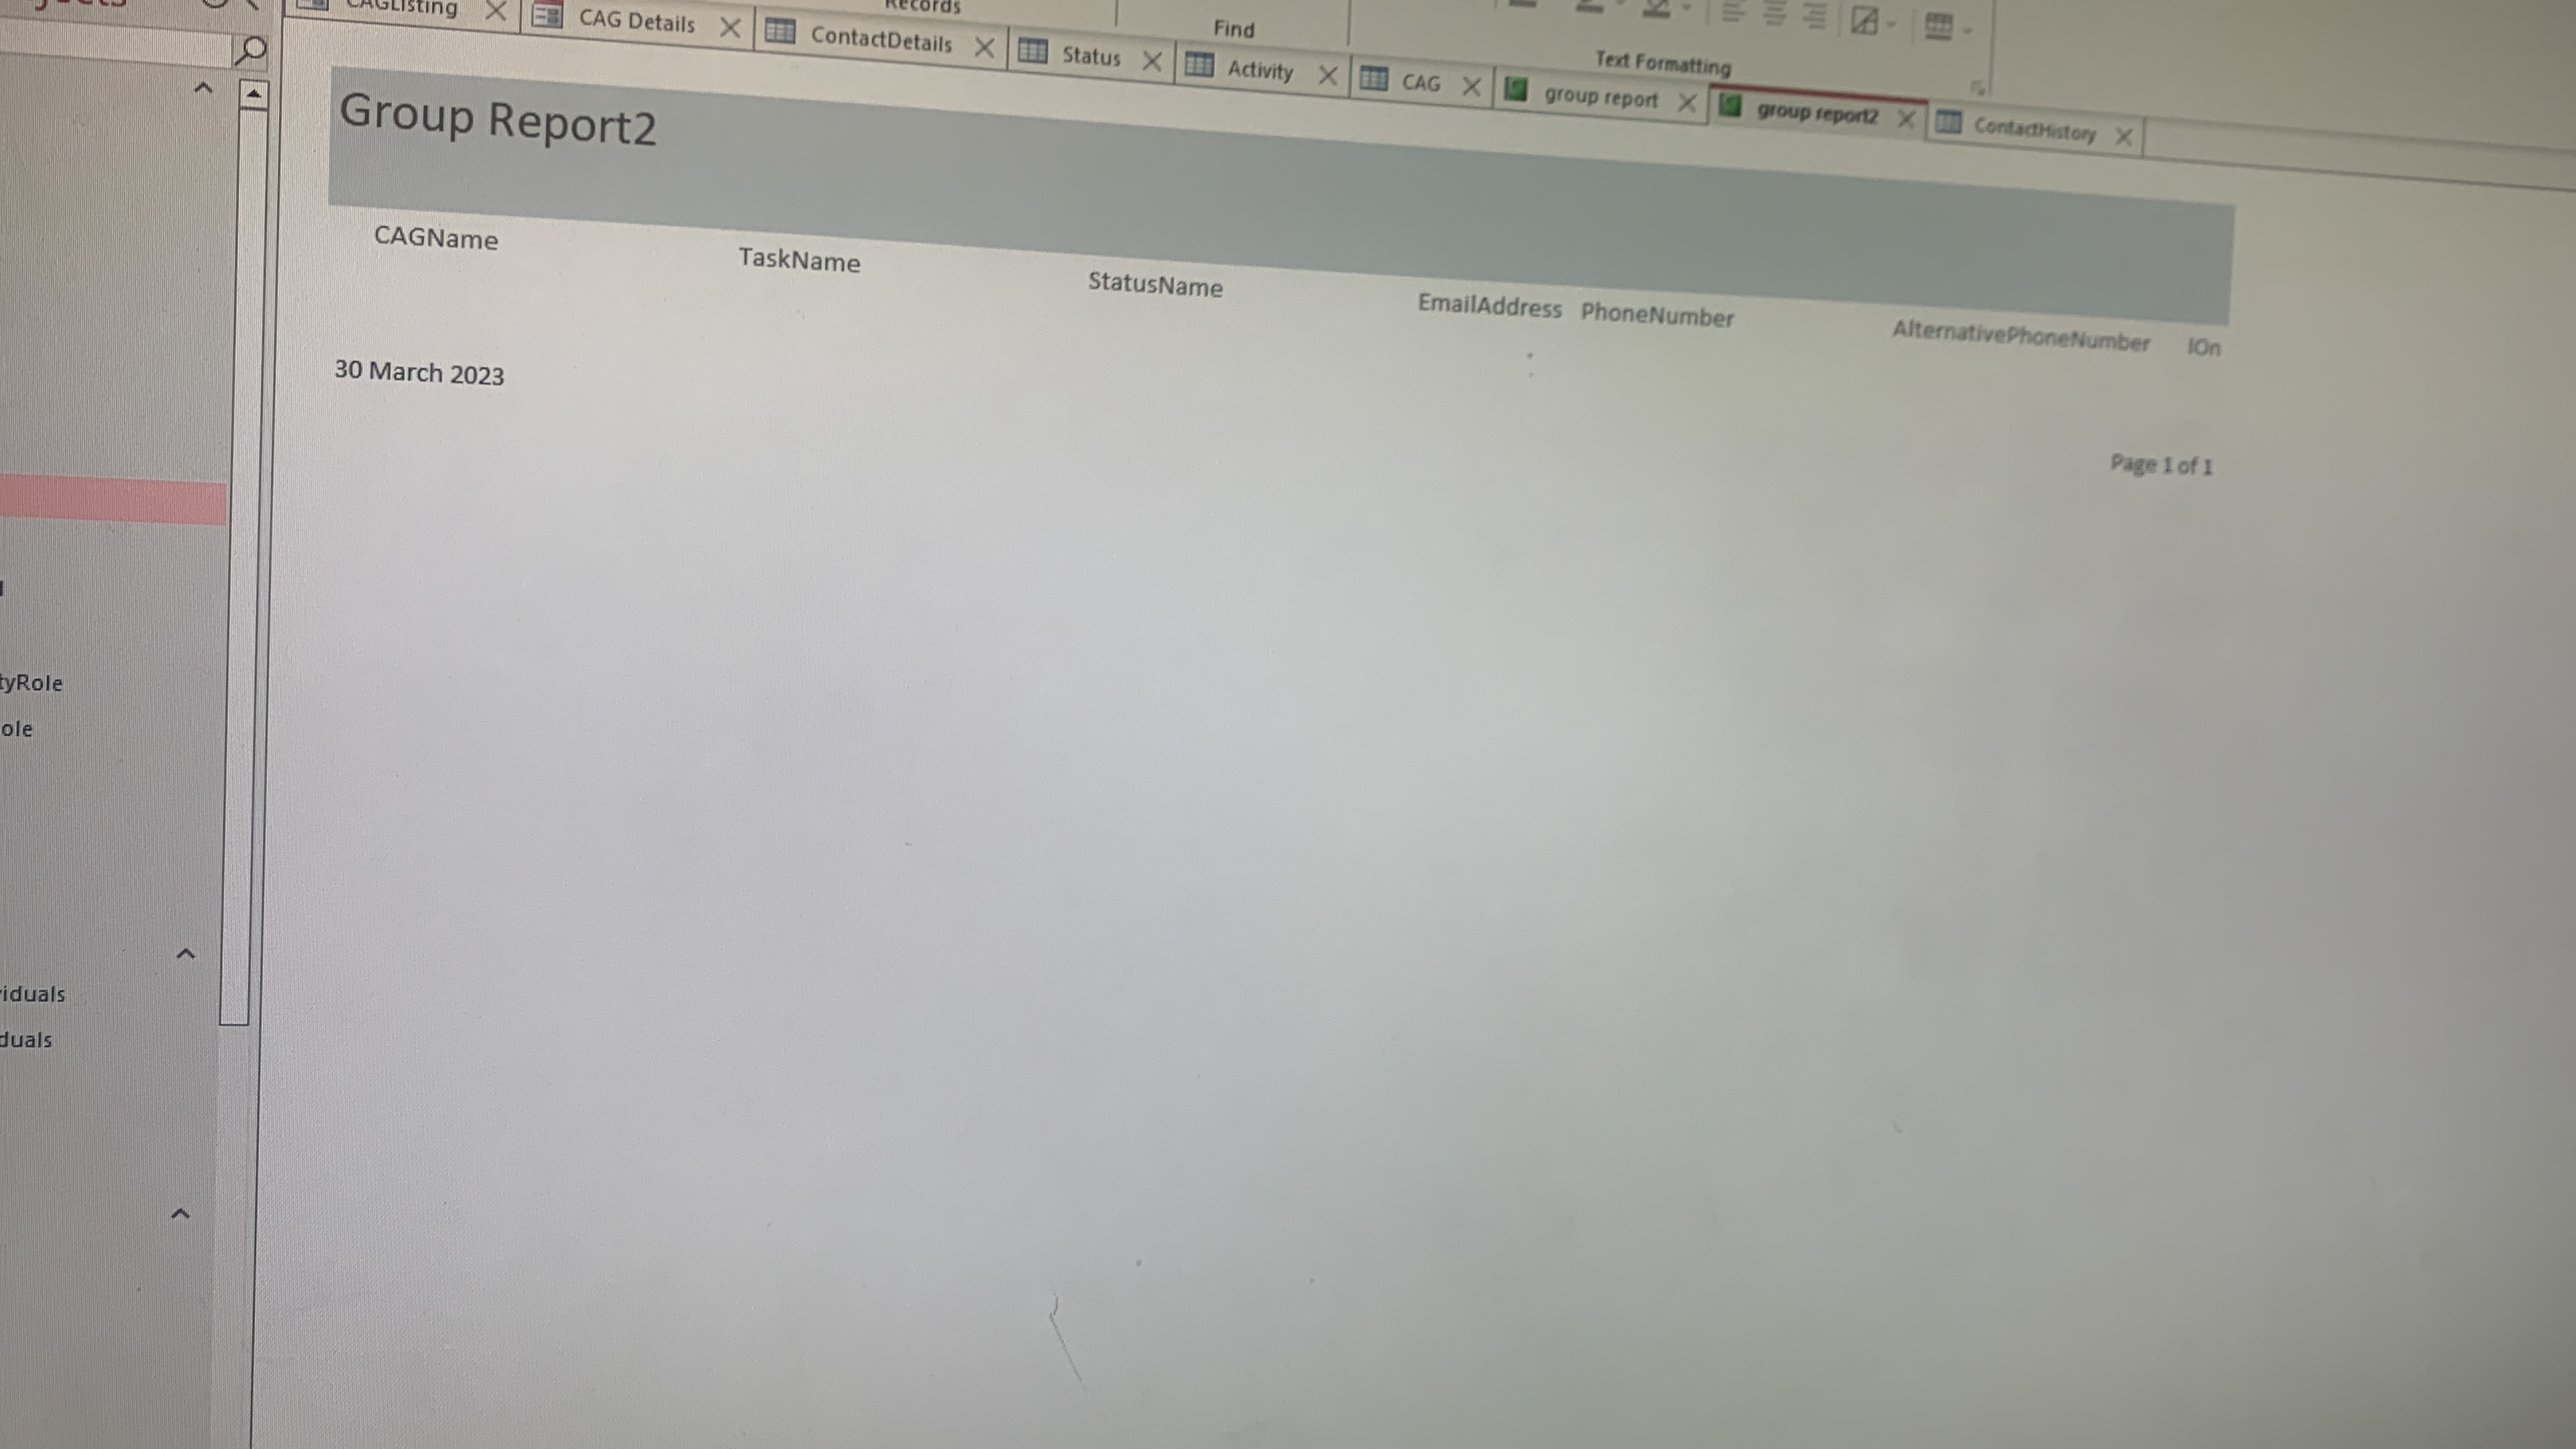 CAGListing
CAG Details
Records
ContactDetails
Status
Find
Activity
CAG
group report
Text Formatting
group report2
ContactHistory
Group Report2
CAGName
TaskName
StatusName
EmailAddress
PhoneNumber
AlternativePhoneNumber
IOn
30 March 2023
Page 1 of 1
tyRole
ole
iduals
duals